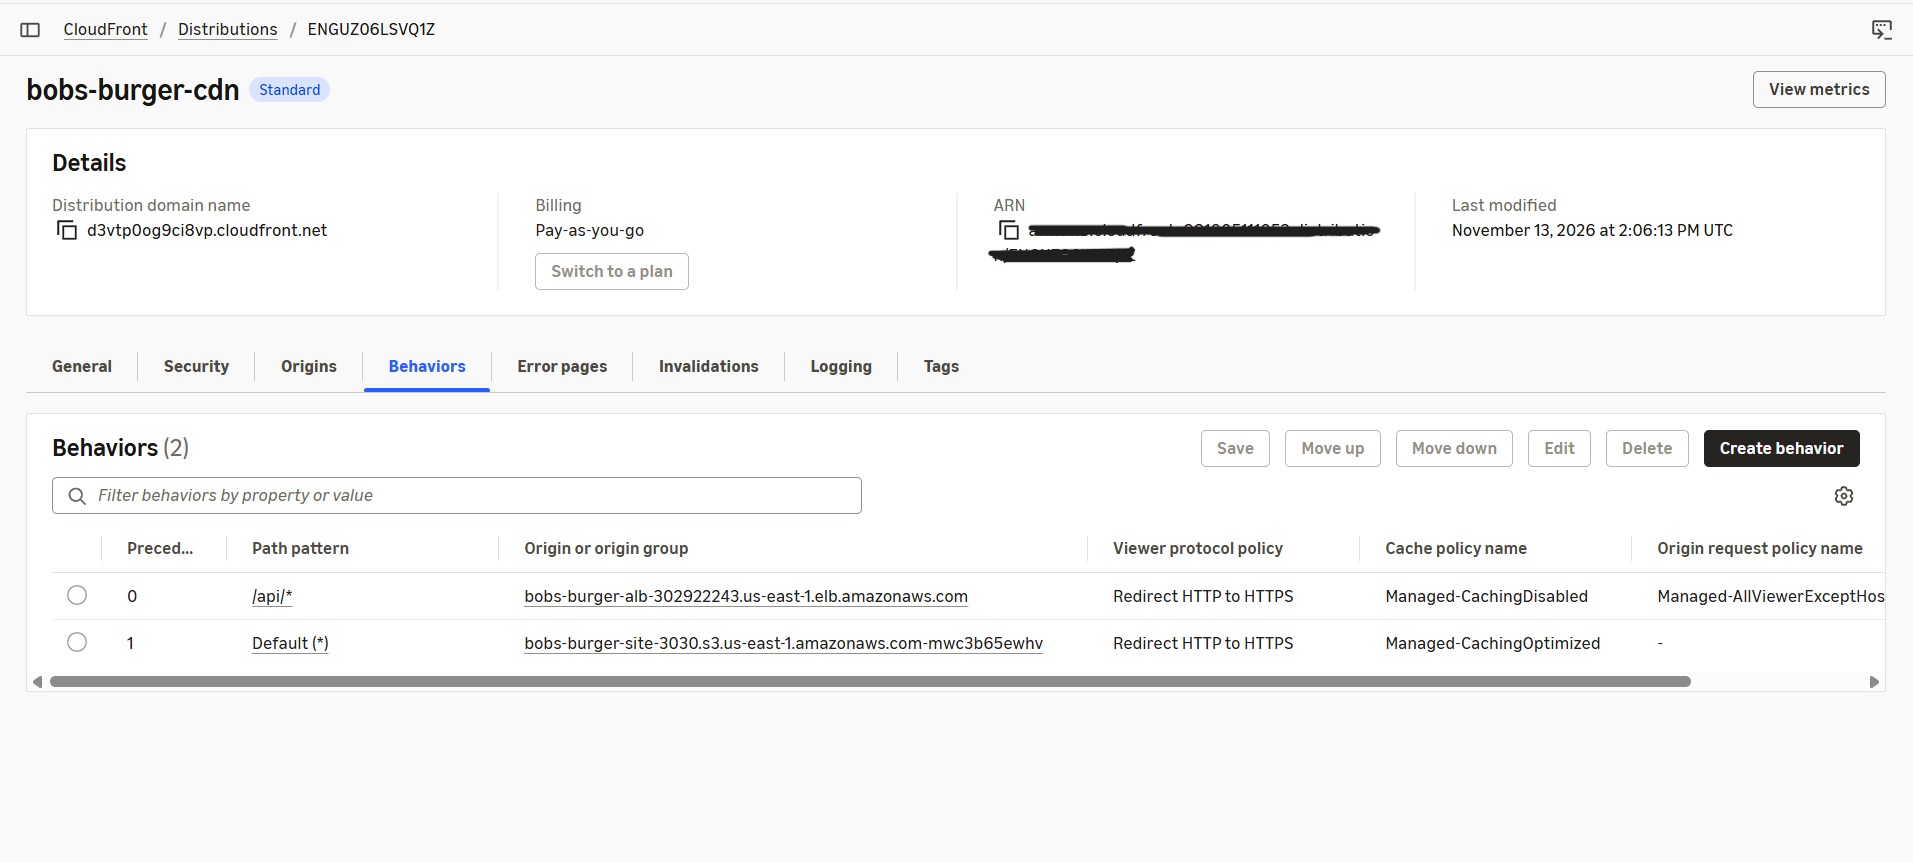 CloudFront / Distributions / ENGUZ06LSVQ1Z
bobs-burger-cdn Standard View metrics
Details
Distribution domain name Billing ARN Last modified
d3vtp0og9ci8vp.cloudfront.net Pay-as-you-go November 13, 2026 at 2:06:13 PM UTC
Switch to a plan
General Security Origins Behaviors Error pages Invalidations Logging Tags
Behaviors (2) Save Move up Move down Edit Delete Create behavior
Filter behaviors by property or value
Preced... Path pattern Origin or origin group Viewer protocol policy Cache policy name Origin request policy name
0 /api/* bobs-burger-alb-302922243.us-east-1.elb.amazonaws.com Redirect HTTP to HTTPS Managed-CachingDisabled Managed-AllViewerExceptHos
1 Default (*) bobs-burger-site-3030.s3.us-east-1.amazonaws.com-mwc3b65ewhv Redirect HTTP to HTTPS Managed-CachingOptimized -